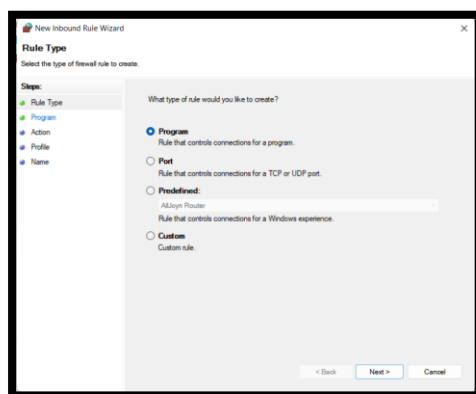 New Inbound Rule Wizard
Rule Type
Select the type of firewall rule to create.
Steps:
Rule Type
Program
Action
Profile
Name
What type of rule would you like to create?
Program
Rule that controls connections for a program.
Port
Rule that controls connections for a TCP or UDP port.
Predefined:
AllJoyn Router
Rule that controls connections for a Windows experience.
Custom
Custom rule.
< Back Next > Cancel